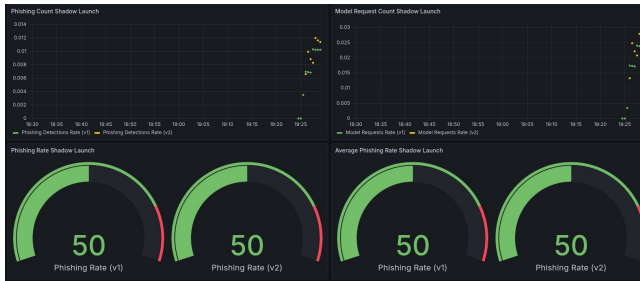 Phishing Count Shadow Launch
0.014
0.012
0.01
0.008
0.006
0.004
0.002
0
18:30 18:35 18:40 18:45 18:50 18:55 19:00 19:05 19:10 19:15 19:20 19:25
Phishing Detections Rate (v1) Phishing Detections Rate (v2)
Model Request Count Shadow Launch
0.03
0.025
0.02
0.015
0.01
0.005
0
18:30 18:35 18:40 18:45 18:50 18:55 19:00 19:05 19:10 19:15 19:20 19:25
Model Requests Rate (v1) Model Requests Rate (v2)
Phishing Rate Shadow Launch
50 50
Phishing Rate (v1) Phishing Rate (v2)
Average Phishing Rate Shadow Launch
50 50
Phishing Rate (v1) Phishing Rate (v2)